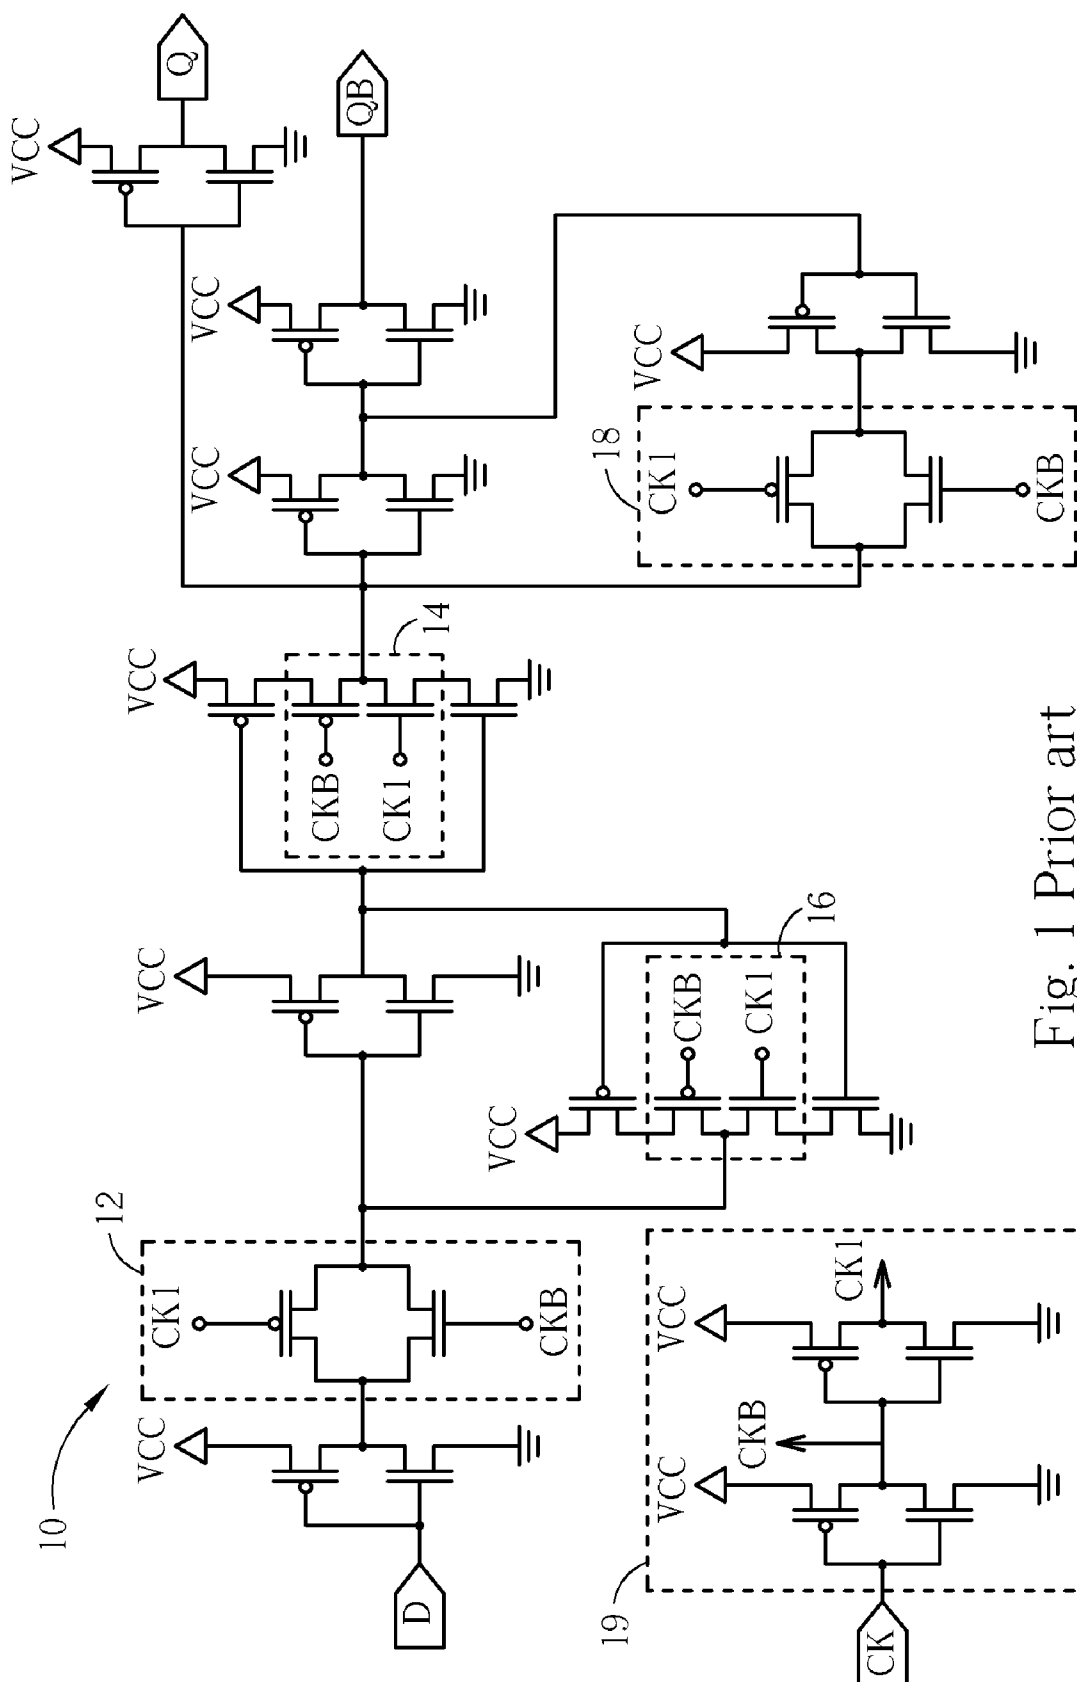 VCC
Q
VCC
QB
VCC
VCC
VCC
CK1
CKB
18
14
VCC
CKB
CK1
VCC
16
CKB
CK1
VCC
12
CK1
CKB
10
VCC
D
VCC
CK1
CKB
VCC
19
CK
Fig. 1 Prior art